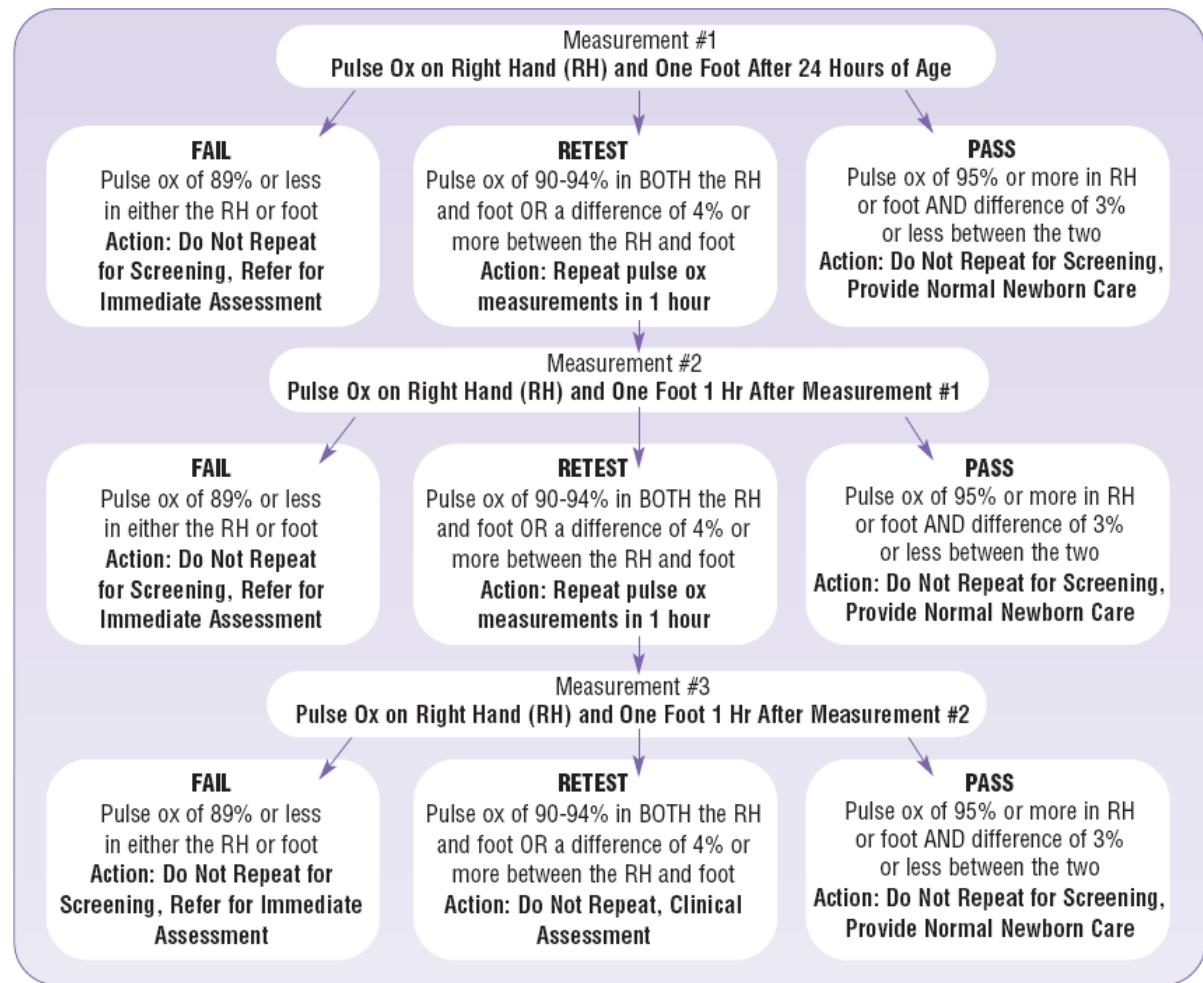 Measurement #1
Pulse Ox on Right Hand (RH) and One Foot After 24 Hours of Age
FAIL
Pulse ox of 89% or less
in either the RH or foot
Action: Do Not Repeat
for Screening, Refer for
Immediate Assessment
RETEST
Pulse ox of 90-94% in BOTH the RH
and foot OR a difference of 4% or
more between the RH and foot
Action: Repeat pulse ox
measurements in 1 hour
PASS
Pulse ox of 95% or more in RH
or foot AND difference of 3%
or less between the two
Action: Do Not Repeat for Screening,
Provide Normal Newborn Care
Measurement #2
Pulse Ox on Right Hand (RH) and One Foot 1 Hr After Measurement #1
FAIL
Pulse ox of 89% or less
in either the RH or foot
Action: Do Not Repeat
for Screening, Refer for
Immediate Assessment
RETEST
Pulse ox of 90-94% in BOTH the RH
and foot OR a difference of 4% or
more between the RH and foot
Action: Repeat pulse ox
measurements in 1 hour
PASS
Pulse ox of 95% or more in RH
or foot AND difference of 3%
or less between the two
Action: Do Not Repeat for Screening,
Provide Normal Newborn Care
Measurement #3
Pulse Ox on Right Hand (RH) and One Foot 1 Hr After Measurement #2
FAIL
Pulse ox of 89% or less
in either the RH or foot
Action: Do Not Repeat for
Screening, Refer for Immediate
Assessment
RETEST
Pulse ox of 90-94% in BOTH the RH
and foot OR a difference of 4% or
more between the RH and foot
Action: Do Not Repeat, Clinical
Assessment
PASS
Pulse ox of 95% or more in RH
or foot AND difference of 3%
or less between the two
Action: Do Not Repeat for Screening,
Provide Normal Newborn Care